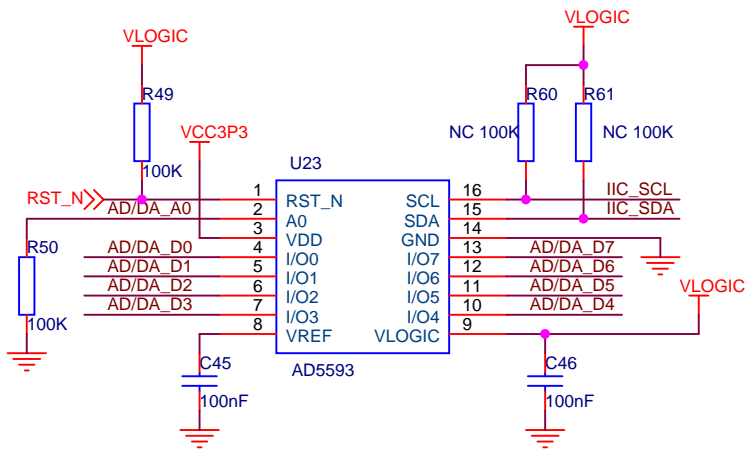 VLOGIC
VLOGIC
R49
100K
R60
R61
NC 100K
NC 100K
VCC3P3
U23
RST_N
1
RST_N
SCL
16
IIC_SCL
AD/DA_A0
2
A0
SDA
15
IIC_SDA
3
VDD
GND
14
AD/DA_D0
4
I/O0
I/O7
13
AD/DA_D7
AD/DA_D1
5
I/O1
I/O6
12
AD/DA_D6
AD/DA_D2
6
I/O2
I/O5
11
AD/DA_D5
AD/DA_D3
7
I/O3
I/O4
10
AD/DA_D4
8
VREF
VLOGIC
9
VLOGIC
R50
100K
C45
100nF
AD5593
C46
100nF